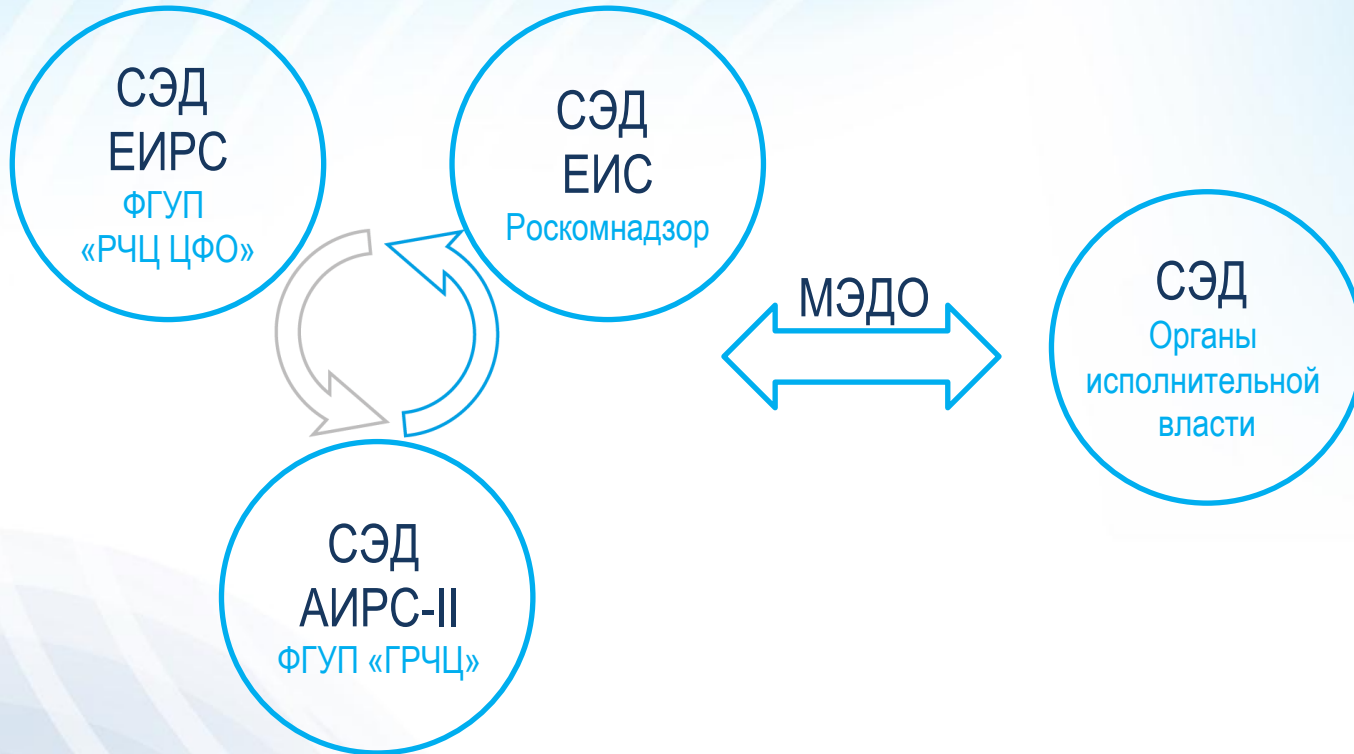 СЭД
ЕИРС
ФГУП
«РЧЦ ЦФО»
СЭД
ЕИС
Роскомнадзор
МЭДО
СЭД
Органы
исполнительной
власти
СЭД
АИРС-II
ФГУП «ГРЧЦ»